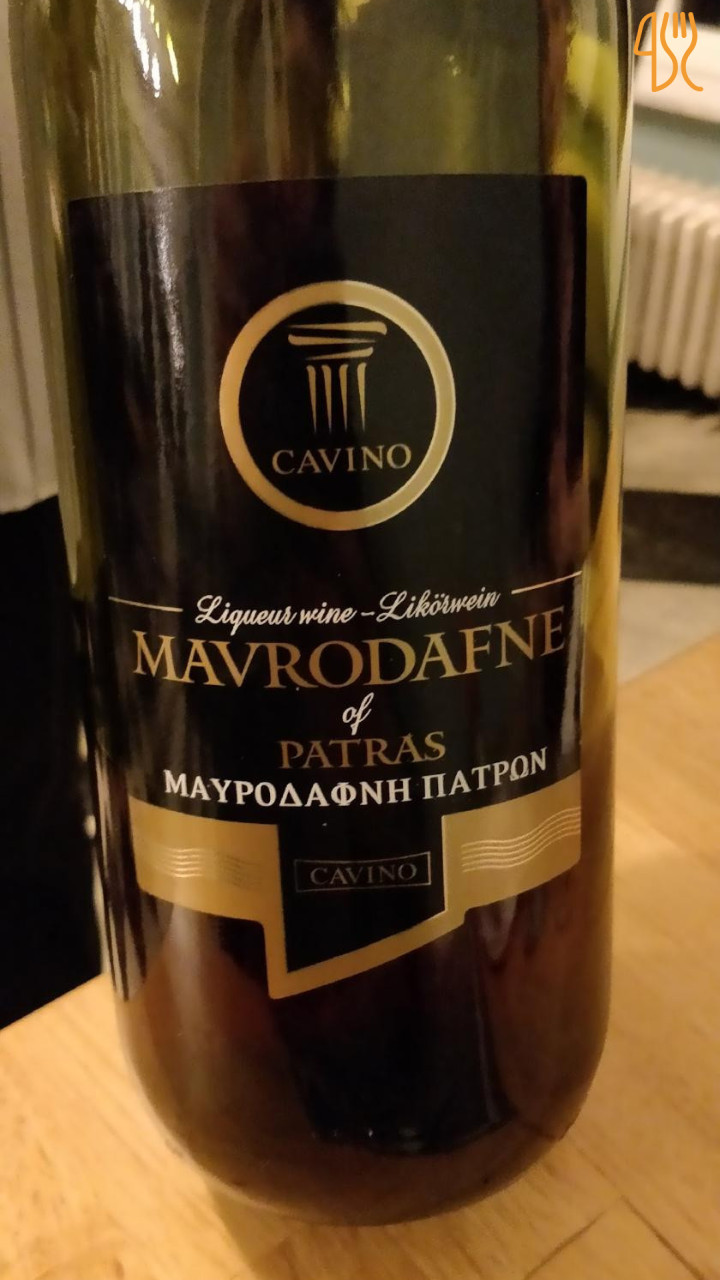 CAVINO
Liqueur wine – Likörwein
MAVRODAFNE
of
PATRAS
ΜΑΥΡΟΔΑΦΝΗ ΠΑΤΡΩΝ
CAVINO